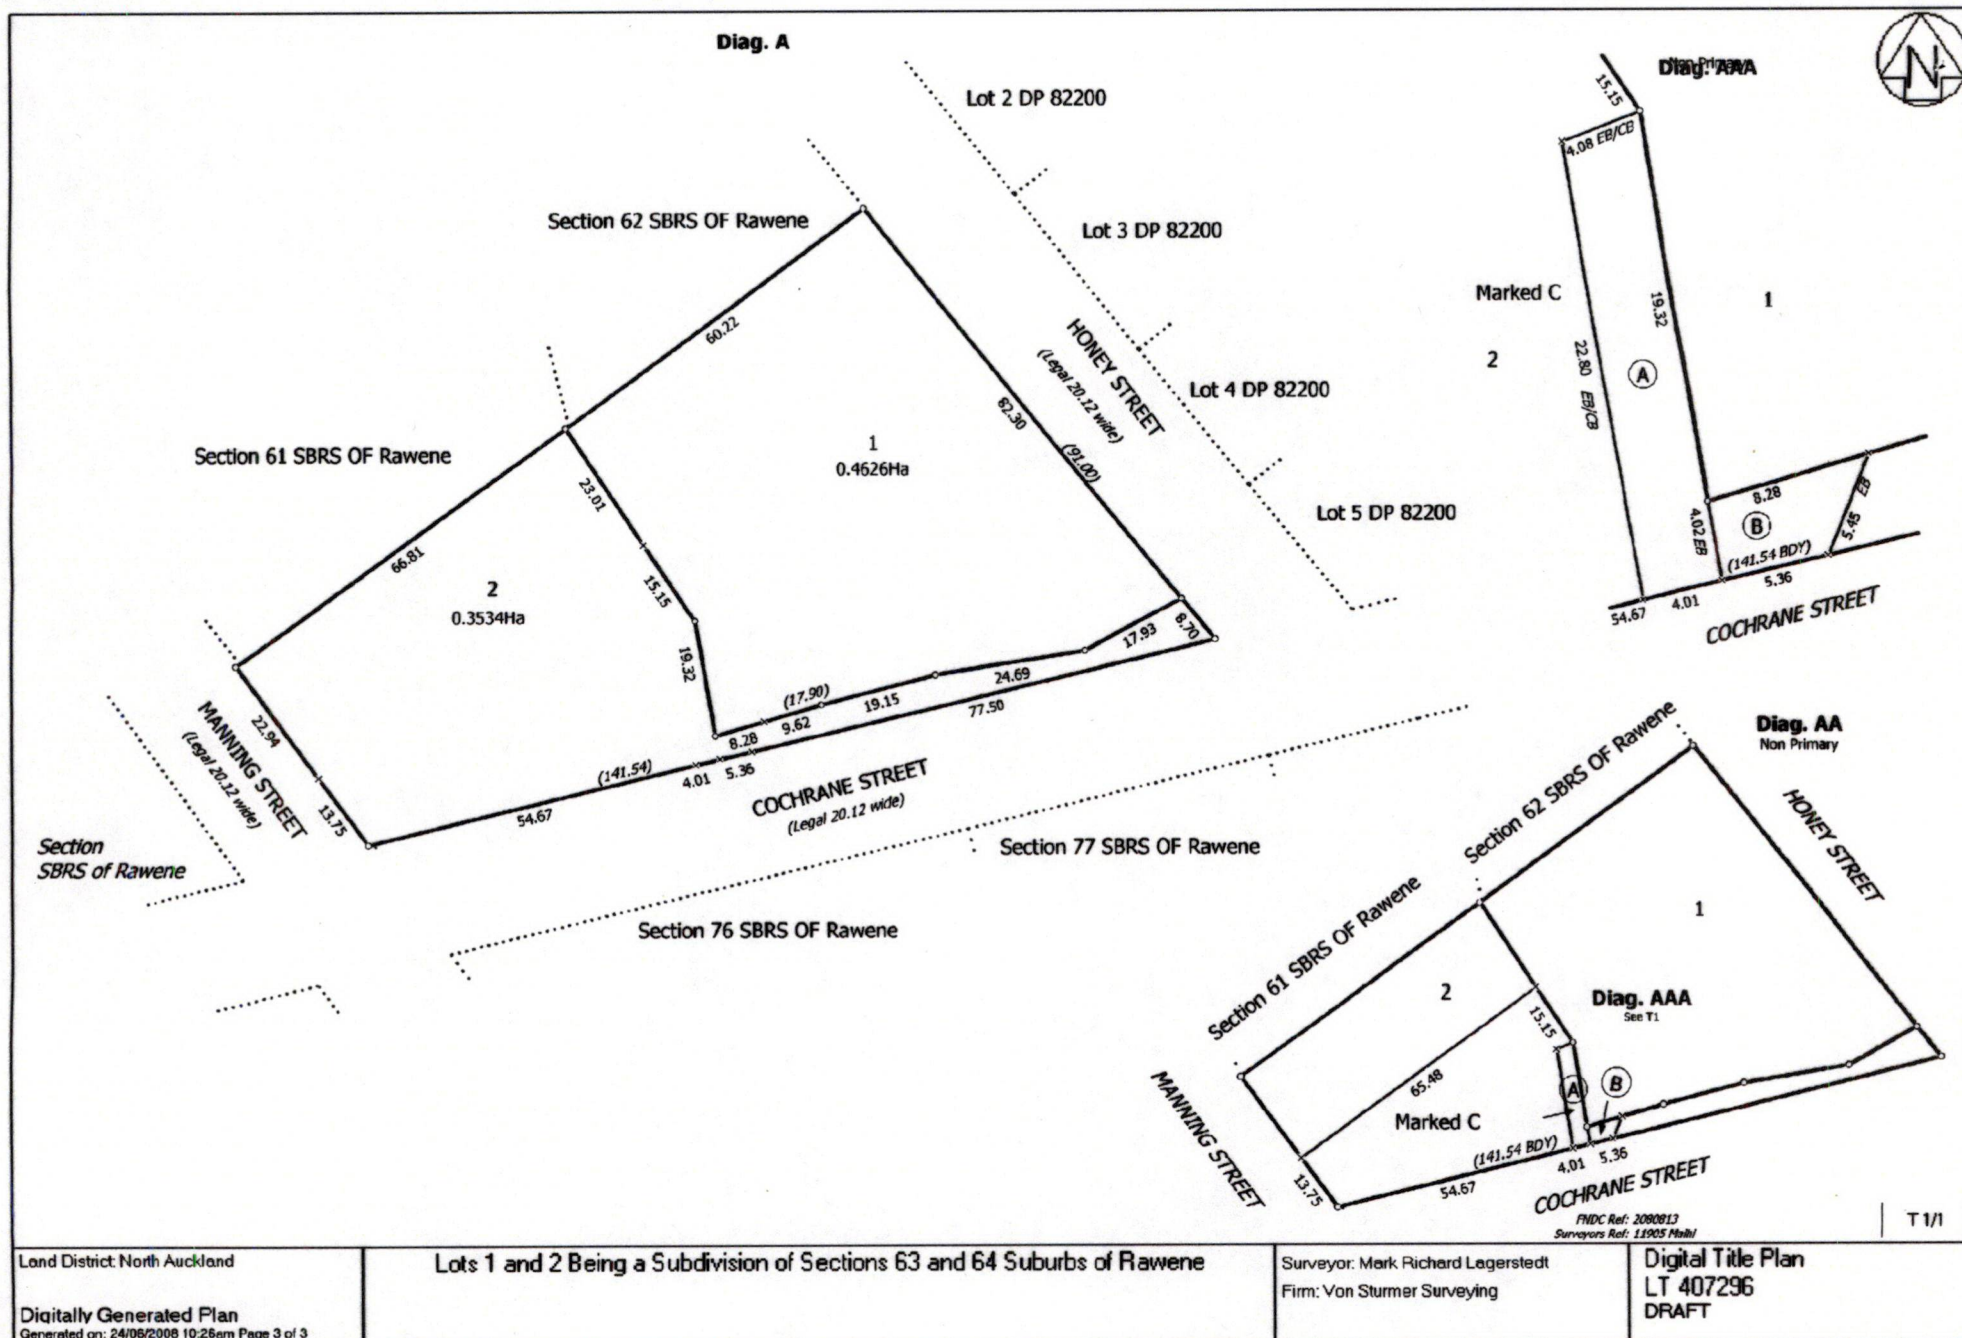 Diag. A
Lot 2 DP 82200
Section 62 SBRS OF Rawene
Lot 3 DP 82200
60.22
HONEY STREET
(Legal 20.12 wide)
Lot 4 DP 82200
82.30
(91.00)
1
0.4626Ha
Section 61 SBRS OF Rawene
23.01
Lot 5 DP 82200
66.81
2
0.3534Ha
15.15
19.32
8.70
17.93
24.69
(17.90)
19.15
77.50
9.62
8.28
22.94
MANNING STREET
(Legal 20.12 wide)
13.75
(141.54)
4.01
5.36
54.67
COCHRANE STREET
(Legal 20.12 wide)
Section
SBRS of Rawene
Section 77 SBRS OF Rawene
Section 76 SBRS OF Rawene
Diag. AAA
Non Primary
N
15.15
4.08 EB/CB
Marked C
19.32
1
2
22.80 EB/CB
A
8.28
4.02 EB
B
EB
5.45
(141.54 BDY)
5.36
54.67
4.01
COCHRANE STREET
Diag. AA
Non Primary
Section 62 SBRS OF Rawene
HONEY STREET
Section 61 SBRS OF Rawene
1
2
Diag. AAA
See T1
15.15
65.48
A
B
Marked C
MANNING STREET
(141.54 BDY)
4.01
5.36
13.75
54.67
COCHRANE STREET
FNDC Ref: 2080813
Surveyors Ref: 11905
T 1/1
Land District: North Auckland
Digitally Generated Plan
Generated on: 24/06/2008 10:26am Page 3 of 3
Lots 1 and 2 Being a Subdivision of Sections 63 and 64 Suburbs of Rawene
Surveyor: Mark Richard Lagerstedt
Firm: Von Sturmer Surveying
Digital Title Plan
LT 407296
DRAFT